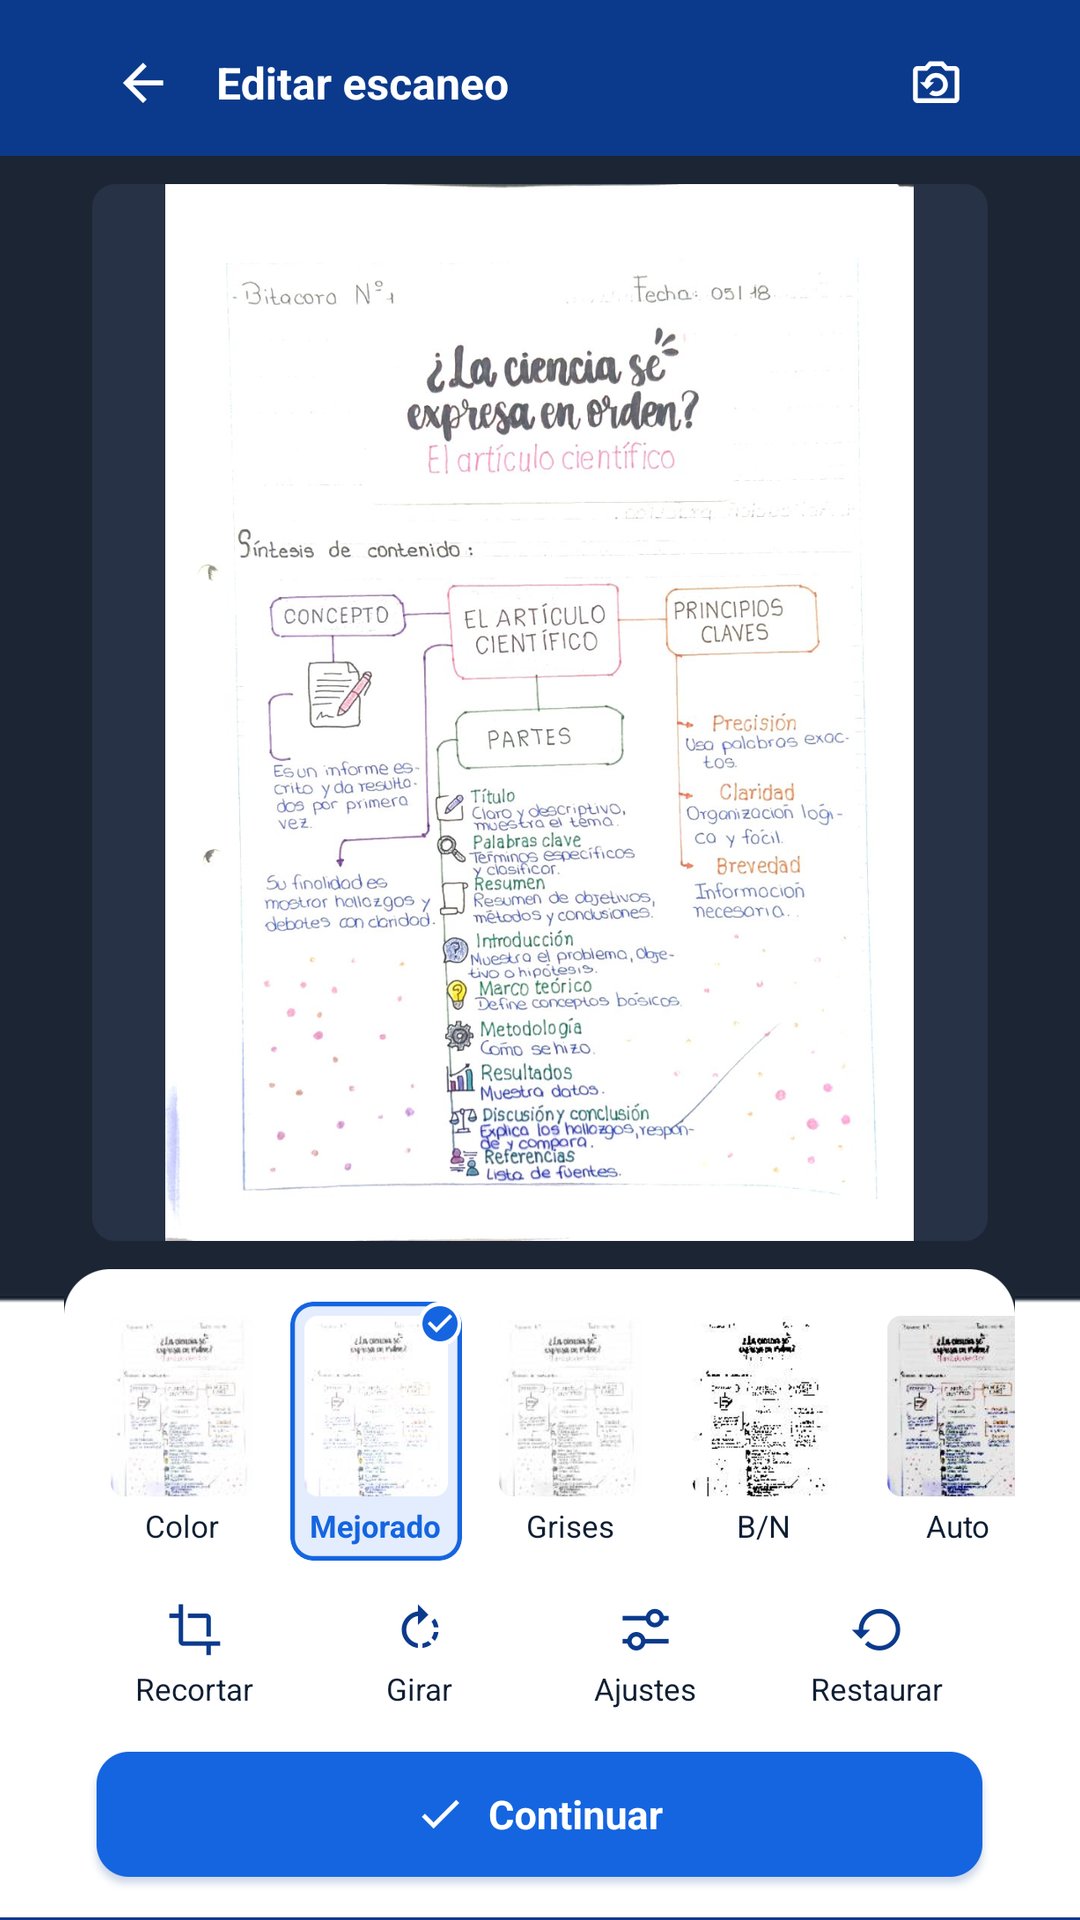 Editar escaneo
- Bitacora Nº1
Fecha: 05/18
¿La ciencia se
expresa en orden?
El artículo científico
Síntesis de contenido:
CONCEPTO
EL ARTÍCULO
CIENTÍFICO
PRINCIPIOS
CLAVES
Es un informe es-
crito y da resulta-
dos por primera
vez.
Su finalidad es
mostrar hallazgos y
debates con claridad.
PARTES
Título
Claro y descriptivo,
muestra el tema.
Palabras clave
Términos específicos
y clasificar.
Resumen
Resumen de objetivos,
métodos y conclusiones.
Introducción
Muestra el problema, obje-
tivo o hipótesis.
Marco teórico
Define conceptos básicos.
Metodología
Como se hizo.
Resultados
Muestra datos.
Discusión y conclusión
Explica los hallazgos, respon-
de y compara.
Referencias
Lista de fuentes.
Precisión
Usa palabras exac-
tas.
Claridad
Organización lógi-
ca y fácil.
Brevedad
Información
necesaria.
Color
Mejorado
Grises
B/N
Auto
Recortar
Girar
Ajustes
Restaurar
Continuar